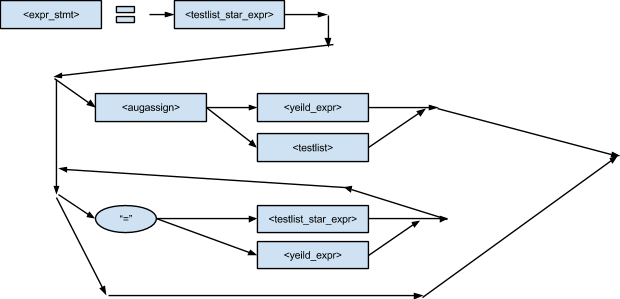 <expr_stmt>
<testlist_star_expr>
<augassign>
<yeild_expr>
<testlist>
"="
<testlist_star_expr>
<yeild_expr>